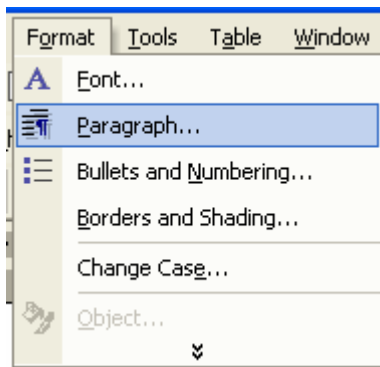 Format Tools Table Window
Font...
Paragraph...
Bullets and Numbering...
Borders and Shading...
Change Case...
Object...